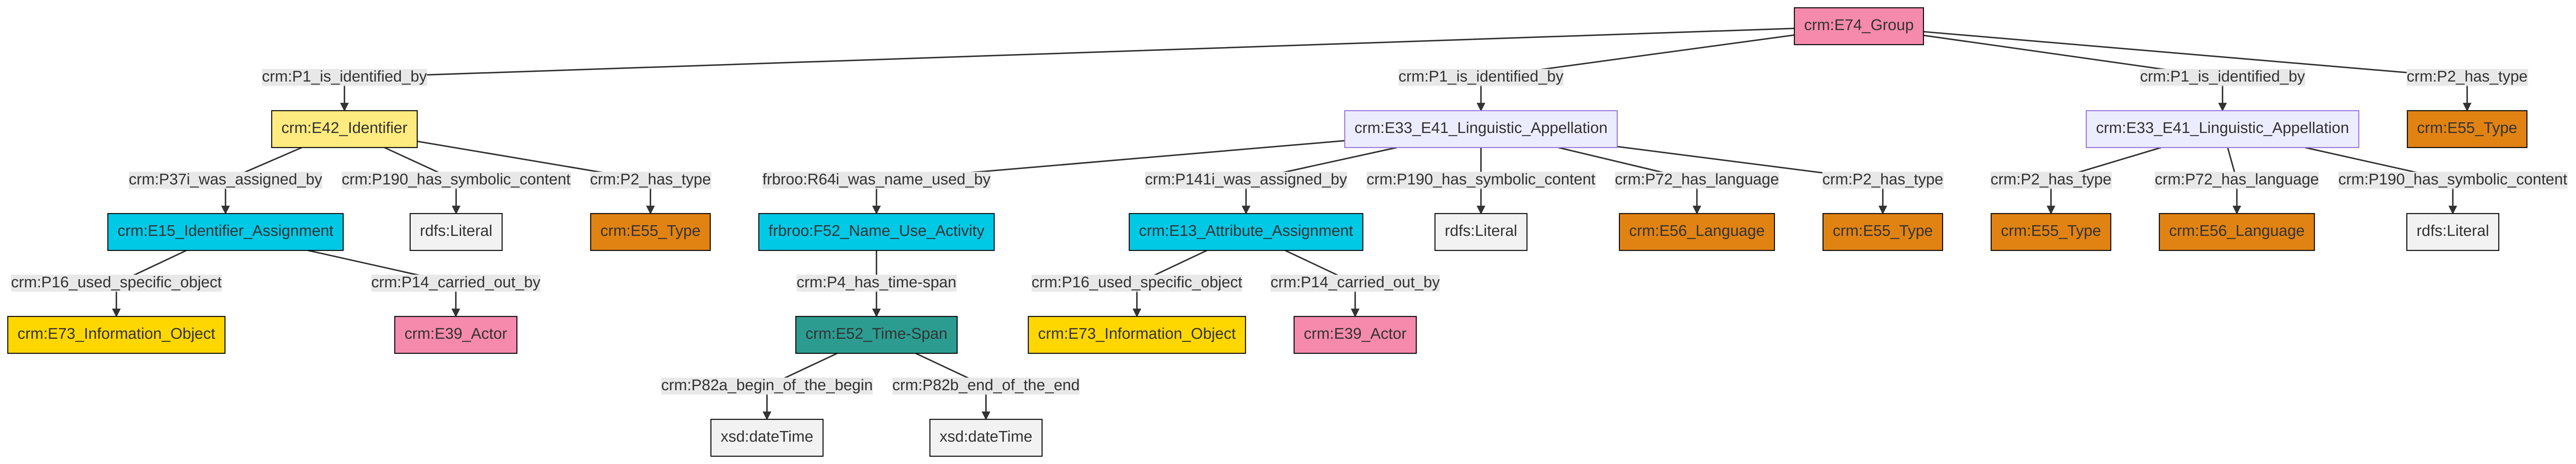 crm:E74_Group
crm:P1_is_identified_by
crm:P1_is_identified_by
crm:P1_is_identified_by
crm:P2_has_type
crm:E42_Identifier
crm:E33_E41_Linguistic_Appellation
crm:E33_E41_Linguistic_Appellation
crm:E55_Type
crm:P37i_was_assigned_by
crm:P190_has_symbolic_content
crm:P2_has_type
frbroo:R64i_was_name_used_by
crm:P141i_was_assigned_by
crm:P190_has_symbolic_content
crm:P72_has_language
crm:P2_has_type
crm:P2_has_type
crm:P72_has_language
crm:P190_has_symbolic_content
crm:E15_Identifier_Assignment
rdfs:Literal
crm:E55_Type
frbroo:F52_Name_Use_Activity
crm:E13_Attribute_Assignment
rdfs:Literal
crm:E56_Language
crm:E55_Type
crm:E55_Type
crm:E56_Language
rdfs:Literal
crm:P16_used_specific_object
crm:P14_carried_out_by
crm:P4_has_time-span
crm:P16_used_specific_object
crm:P14_carried_out_by
crm:E73_Information_Object
crm:E39_Actor
crm:E52_Time-Span
crm:E73_Information_Object
crm:E39_Actor
crm:P82a_begin_of_the_begin
crm:P82b_end_of_the_end
xsd:dateTime
xsd:dateTime